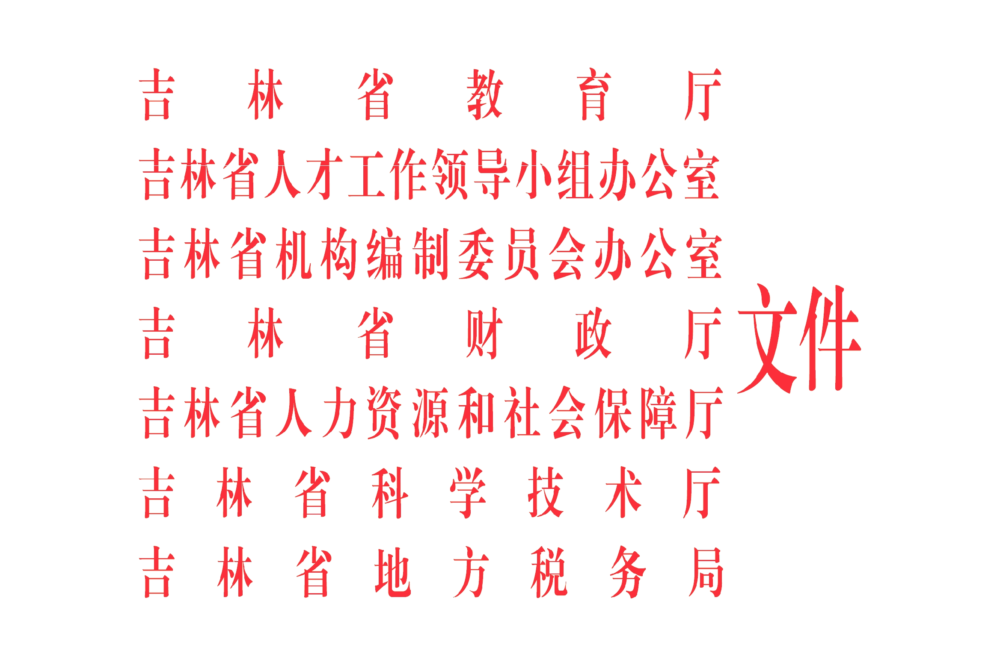 吉林省教育厅
吉林省人才工作领导小组办公室
吉林省机构编制委员会办公室
吉林省财政厅
文件
吉林省人力资源和社会保障厅
吉林省科学技术厅
吉林省地方税务局